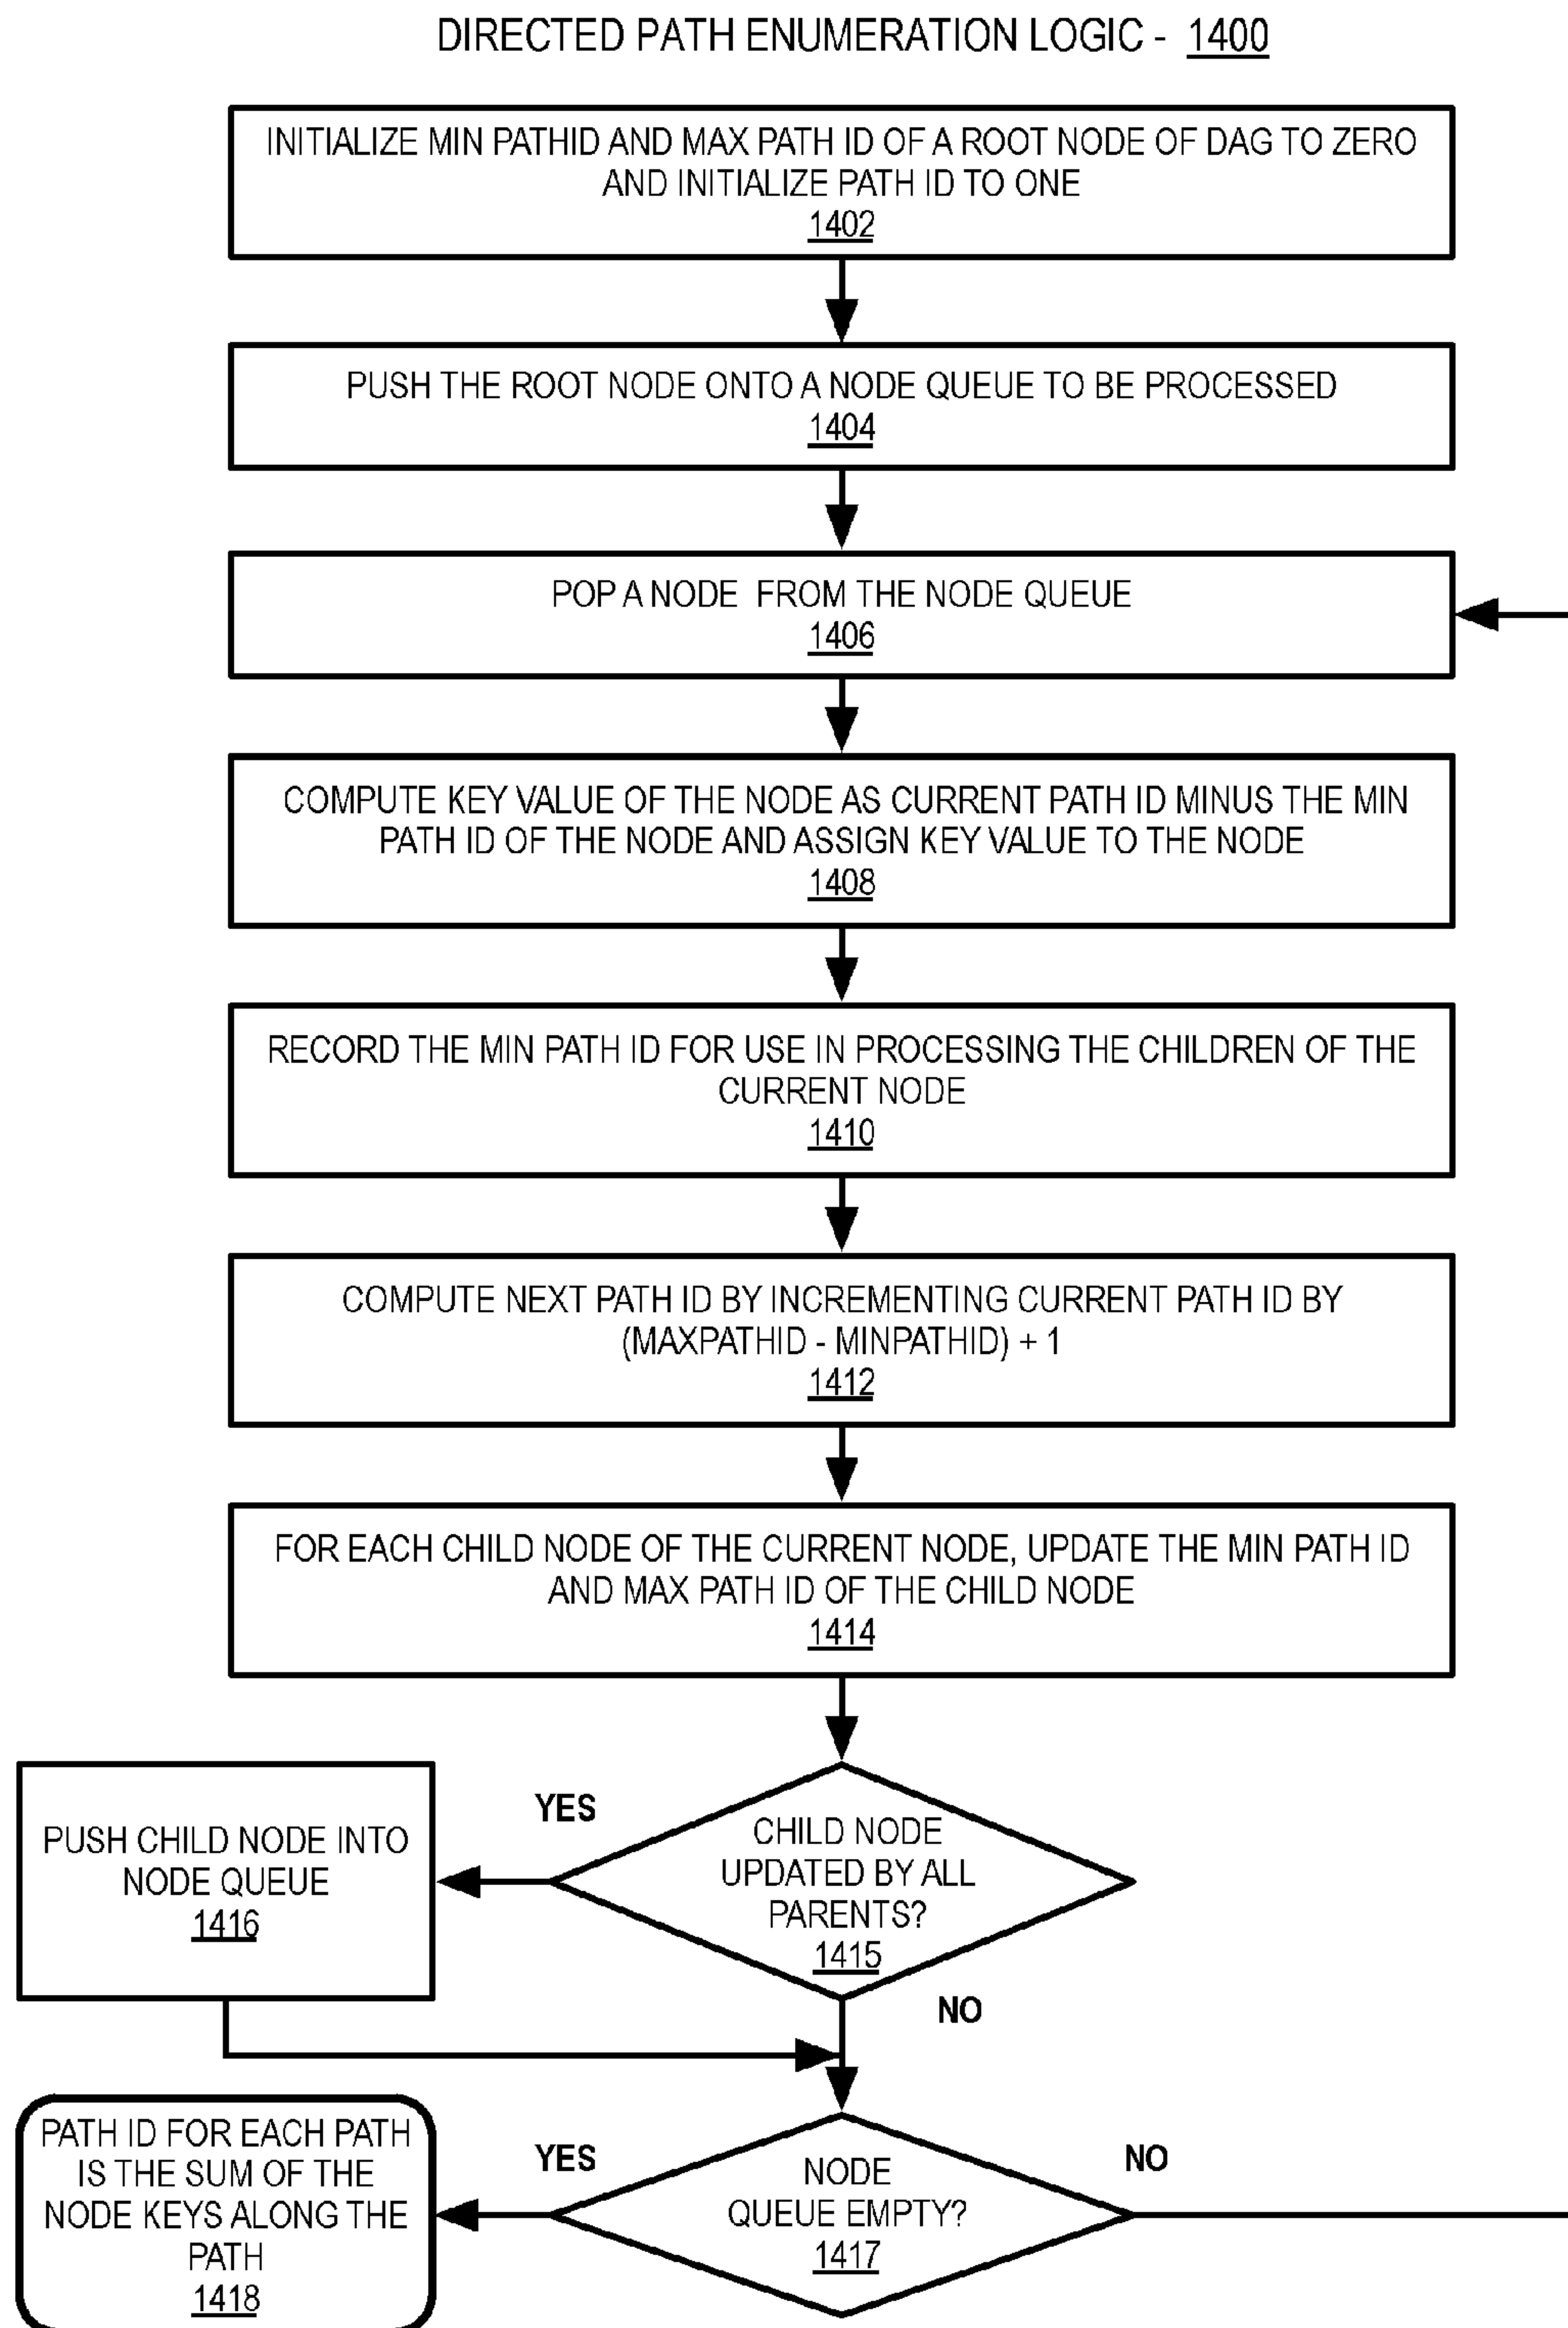 DIRECTED PATH ENUMERATION LOGIC - 1400
INITIALIZE MIN PATHID AND MAX PATH ID OF A ROOT NODE OF DAG TO ZERO
AND INITIALIZE PATH ID TO ONE
1402
PUSH THE ROOT NODE ONTO A NODE QUEUE TO BE PROCESSED
1404
POP A NODE FROM THE NODE QUEUE
1406
COMPUTE KEY VALUE OF THE NODE AS CURRENT PATH ID MINUS THE MIN
PATH ID OF THE NODE AND ASSIGN KEY VALUE TO THE NODE
1408
RECORD THE MIN PATH ID FOR USE IN PROCESSING THE CHILDREN OF THE
CURRENT NODE
1410
COMPUTE NEXT PATH ID BY INCREMENTING CURRENT PATH ID BY
(MAXPATHID - MINPATHID) + 1
1412
FOR EACH CHILD NODE OF THE CURRENT NODE, UPDATE THE MIN PATH ID
AND MAX PATH ID OF THE CHILD NODE
1414
CHILD NODE
UPDATED BY ALL
PARENTS?
1415
YES
PUSH CHILD NODE INTO
NODE QUEUE
1416
NO
NODE
QUEUE EMPTY?
1417
YES
NO
PATH ID FOR EACH PATH
IS THE SUM OF THE
NODE KEYS ALONG THE
PATH
1418